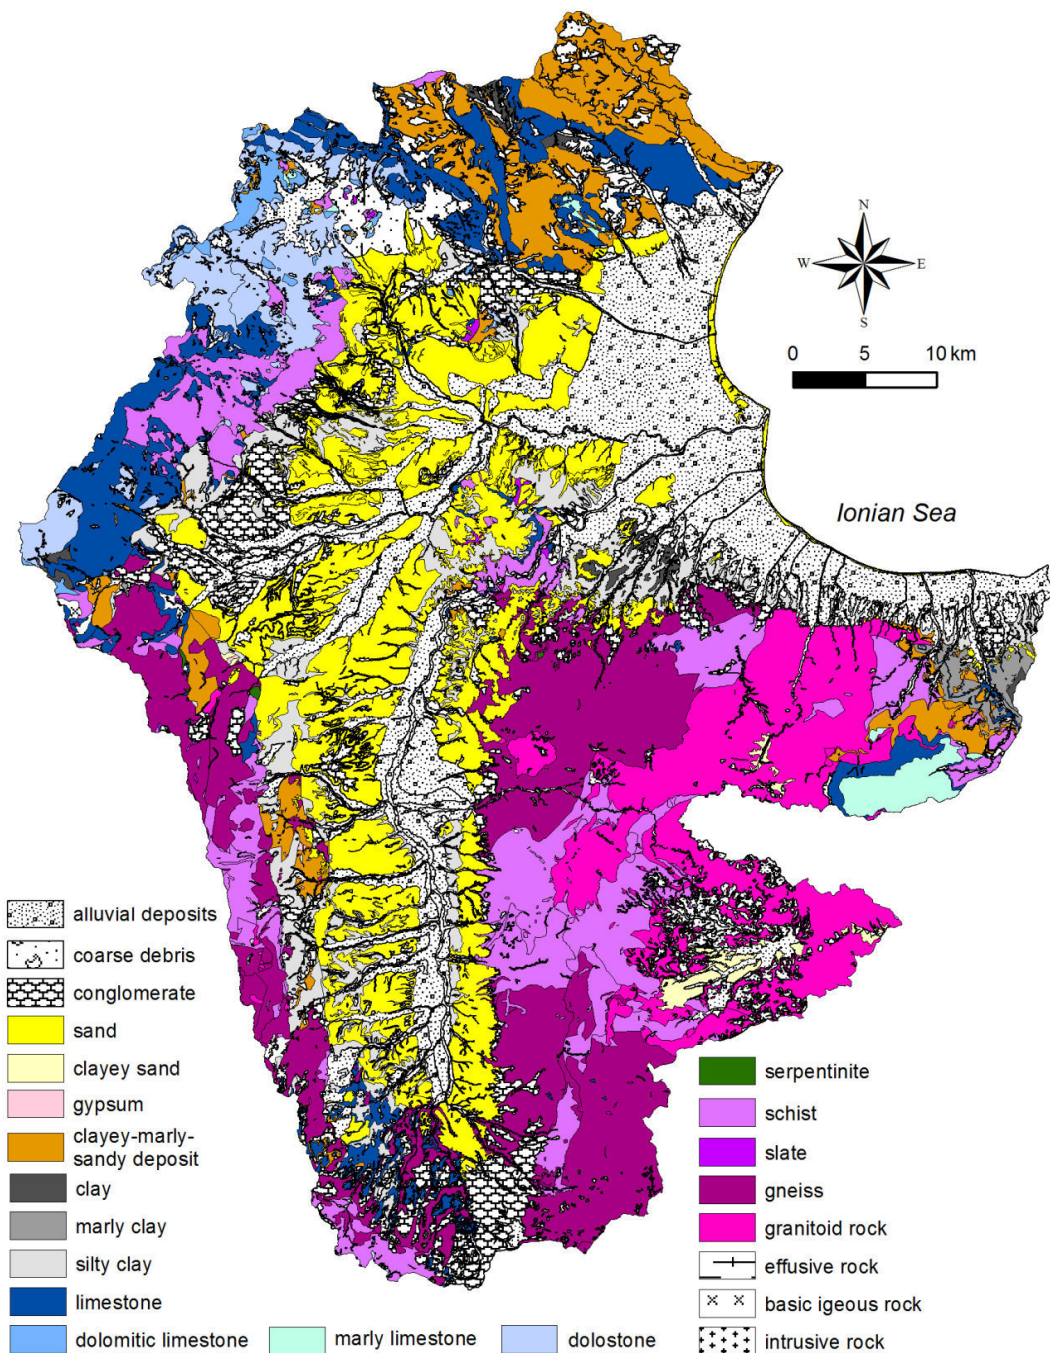 N
W
E
S
0
5
10 km
Ionian Sea
alluvial deposits
coarse debris
conglomerate
sand
clayey sand
gypsum
clayey-marly-
sandy deposit
clay
marly clay
silty clay
limestone
dolomitic limestone
marly limestone
dolostone
serpentinite
schist
slate
gneiss
granitoid rock
effusive rock
basic igeous rock
intrusive rock